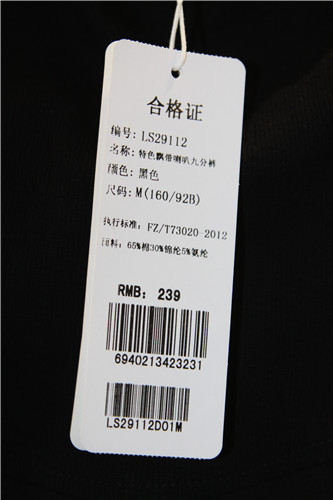 合格证
编号: LS29112
名称: 特色飘带喇叭九分裤
颜色: 黑色
尺码: M(160/92B)
执行标准: FZ/T73020-2012
面料: 65%棉30%锦纶5%氨纶
RMB: 239
6940213423231
LS29112D01M